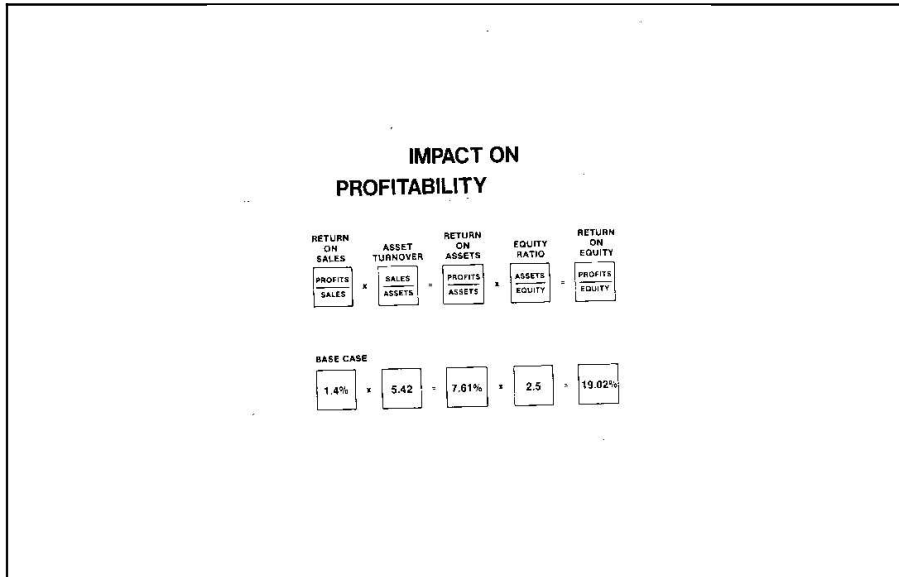 IMPACT ON
PROFITABILITY
RETURN ON SALES
ASSET TURNOVER
RETURN ON ASSETS
EQUITY RATIO
RETURN ON EQUITY
PROFITS / SALES x SALES / ASSETS = PROFITS / ASSETS x ASSETS / EQUITY = PROFITS / EQUITY
BASE CASE
1.4% x 5.42 = 7.61% x 2.5 = 19.02%